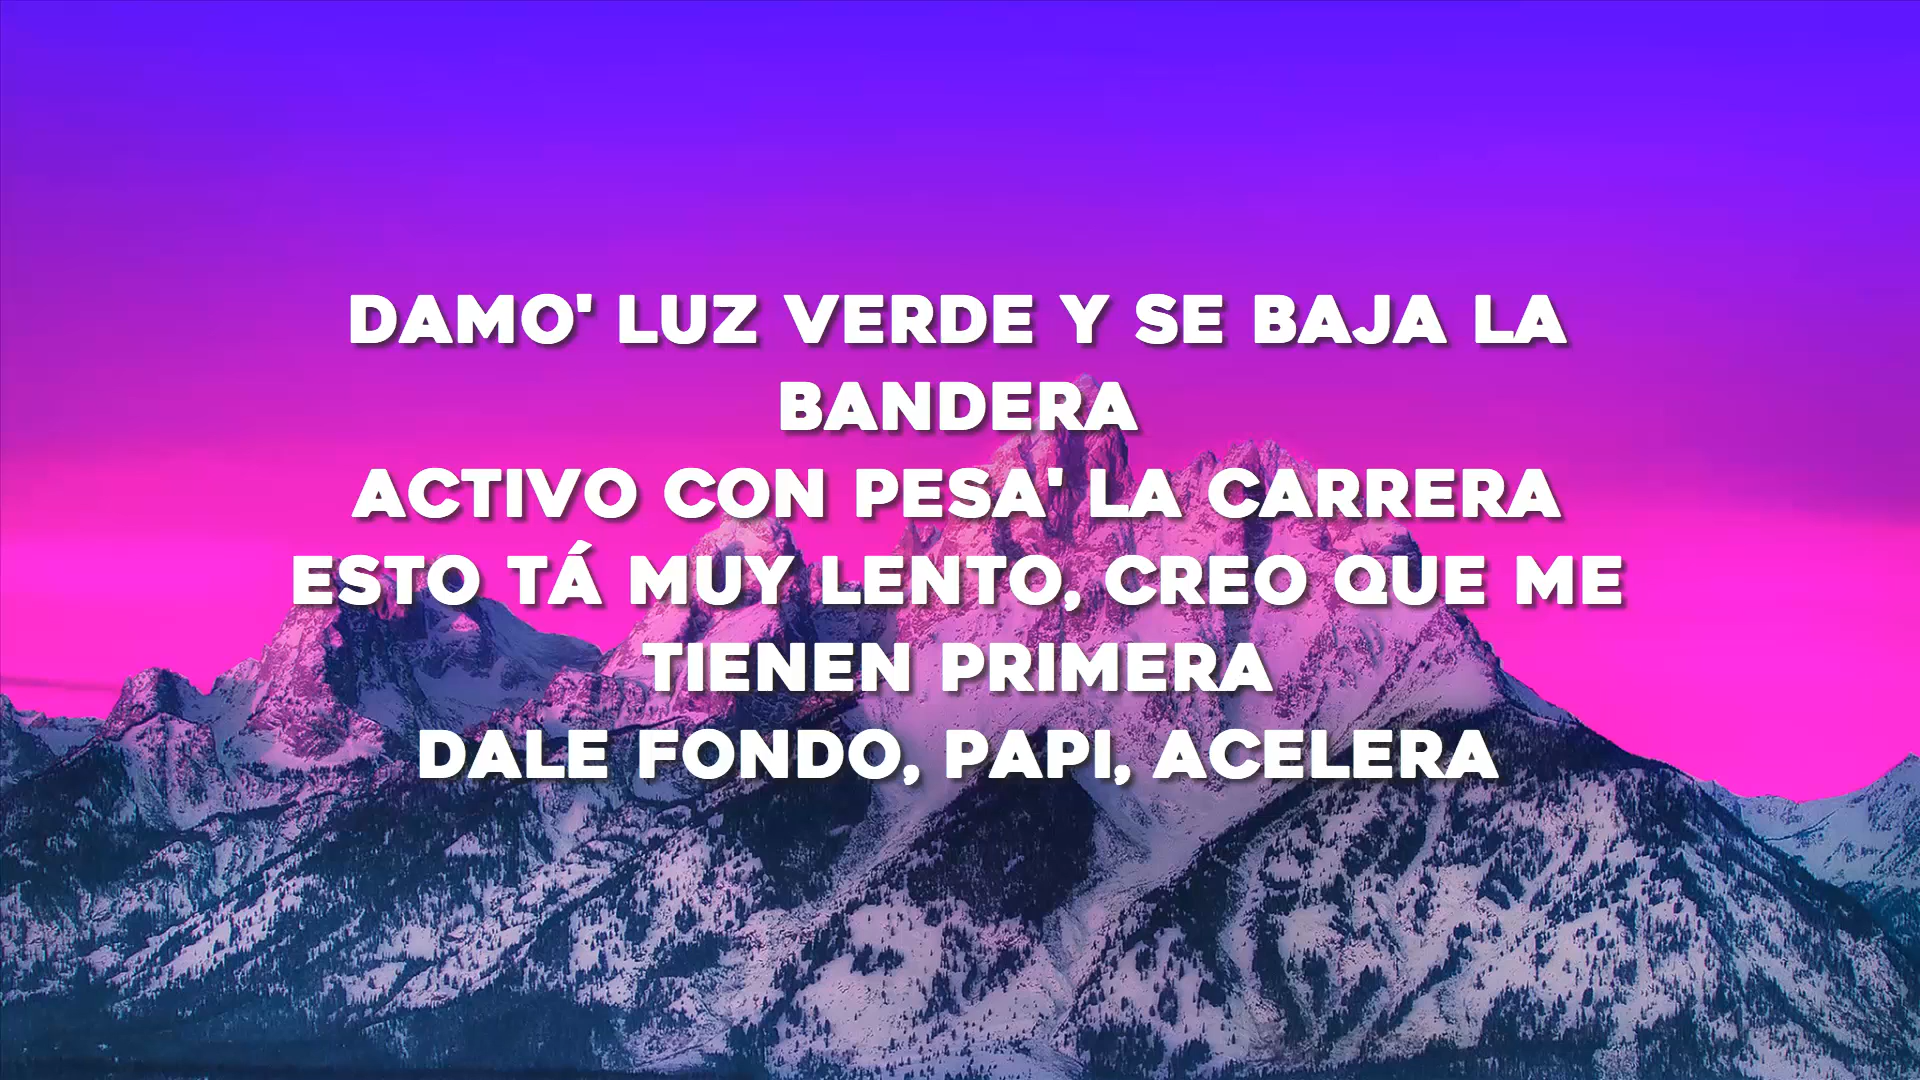 DAMO' LUZ VERDE Y SE BAJA LA
BANDERA
ACTIVO CON PESA' LA CARRERA
ESTO TÁ MUY LENTO, CREO QUE ME
TIENEN PRIMERA
DALE FONDO, PAPI, ACELERA